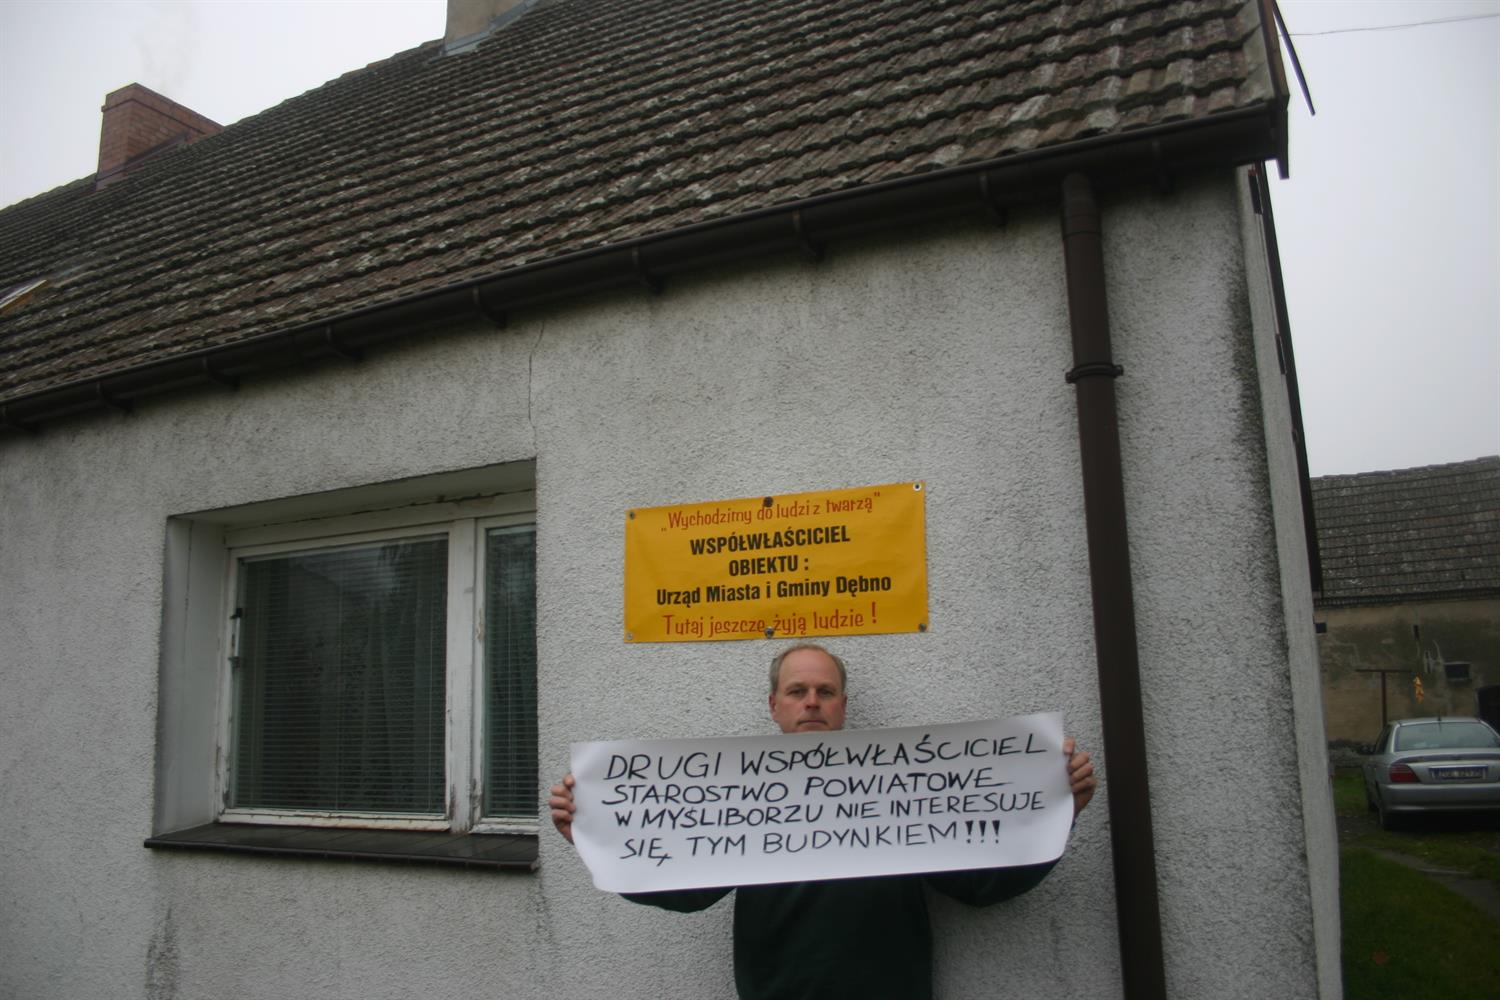 „Wychodzimy do ludzi z twarzą"
WSPÓŁWŁAŚCICIEL
OBIEKTU :
Urząd Miasta i Gminy Dębno
Tutaj jeszcze żyją ludzie !
DRUGI WSPÓŁWŁAŚCICIEL
STAROSTWO POWIATOWE
W MYŚLIBORZU NIE INTERESUJE
SIĘ TYM BUDYNKIEM!!!